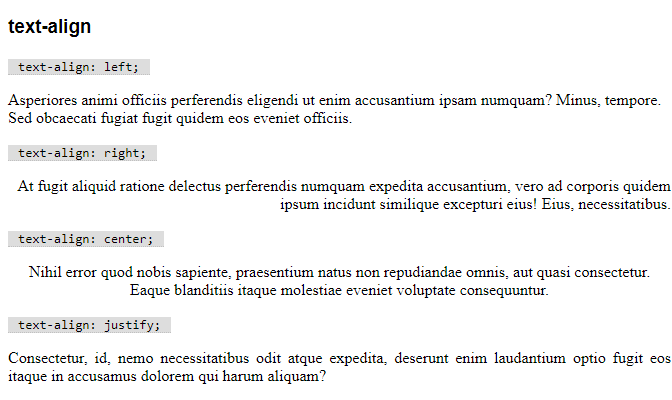 text-align
text-align: left;
Asperiores animi officiis perferendis eligendi ut enim accusantium ipsam numquam? Minus, tempore.
Sed obcaecati fugiat fugit quidem eos eveniet officiis.
text-align: right;
At fugit aliquid ratione delectus perferendis numquam expedita accusantium, vero ad corporis quidem
ipsum incidunt similique excepturi eius! Eius, necessitatibus.
text-align: center;
Nihil error quod nobis sapiente, praesentium natus non repudiandae omnis, aut quasi consectetur.
Eaque blanditiis itaque molestiae eveniet voluptate consequuntur.
text-align: justify;
Consectetur, id, nemo necessitatibus odit atque expedita, deserunt enim laudantium optio fugit eos
itaque in accusamus dolorem qui harum aliquam?